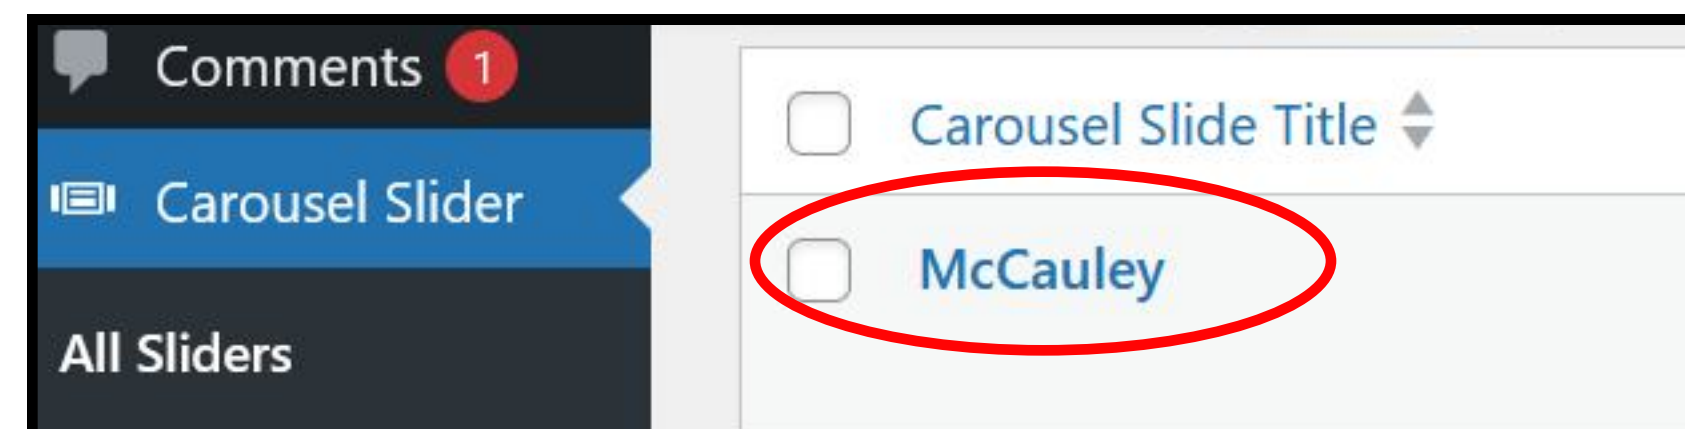 Comments 1
Carousel Slider
All Sliders
Carousel Slide Title
McCauley